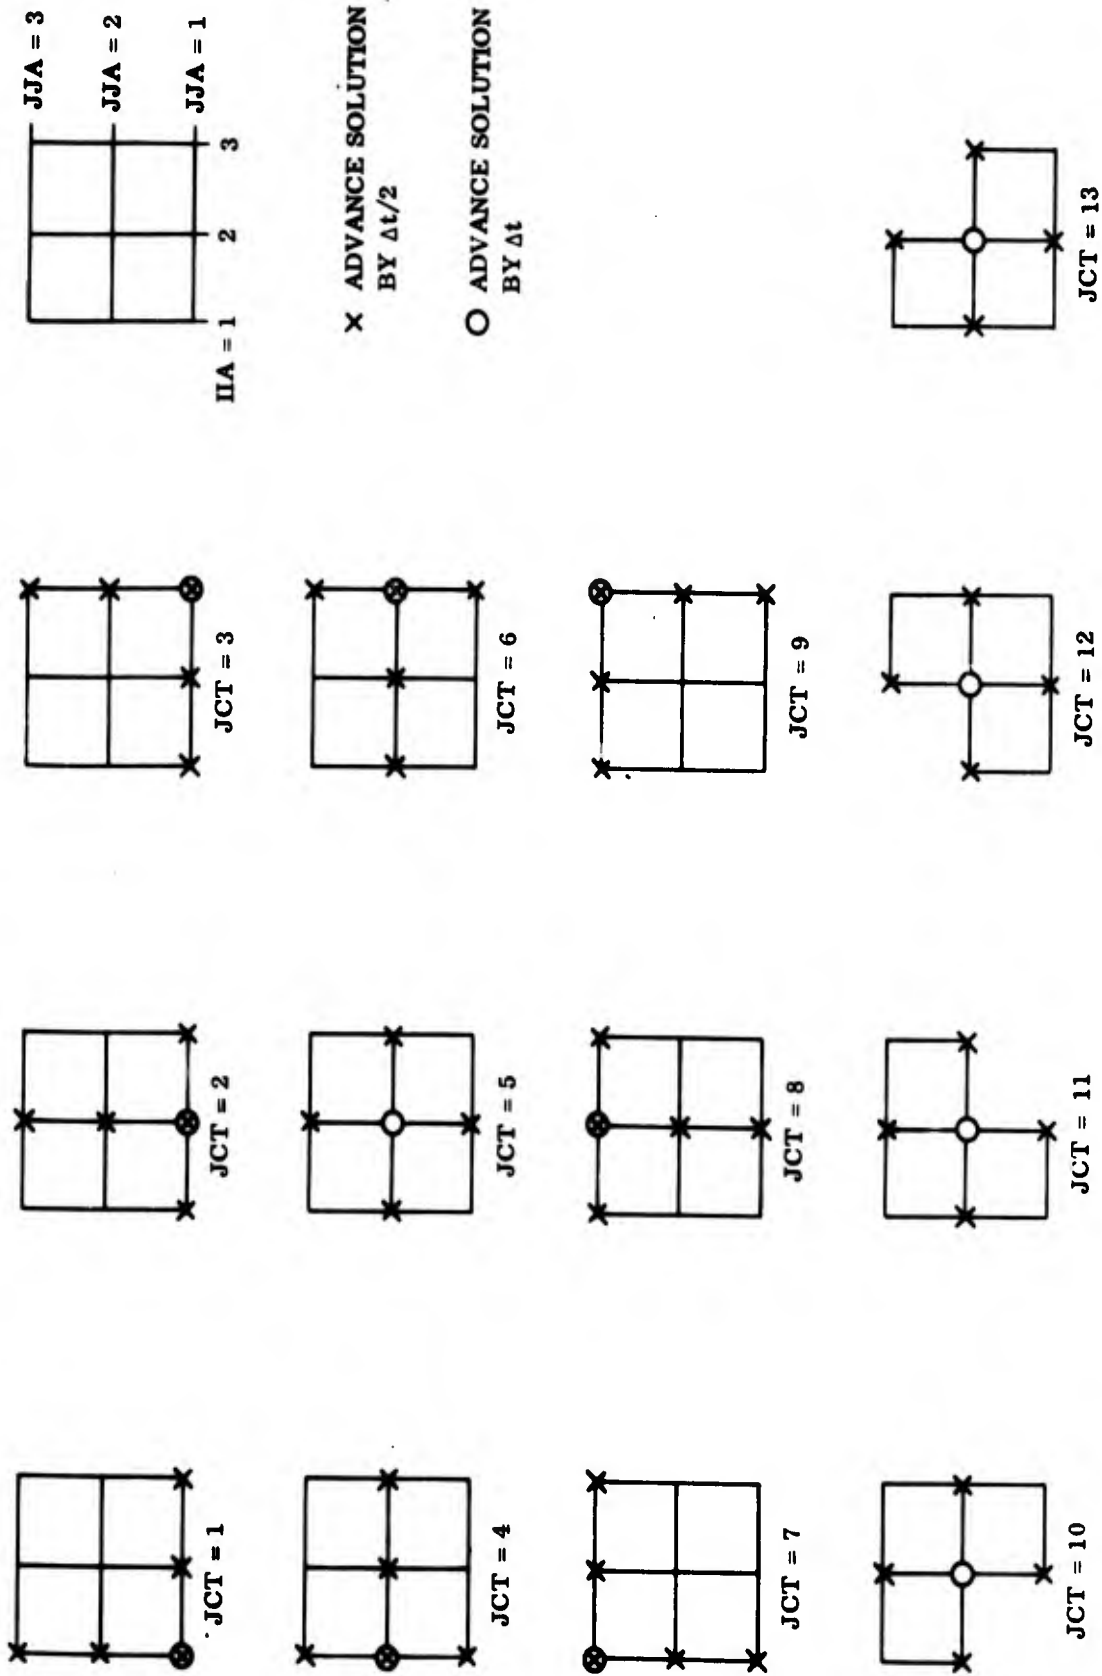 JJA = 3
JJA = 2
JJA = 1
IIA = 1 2 3
X ADVANCE SOLUTION
BY Δt/2
O ADVANCE SOLUTION
BY Δt
JCT = 1
JCT = 2
JCT = 3
JCT = 4
JCT = 5
JCT = 6
JCT = 7
JCT = 8
JCT = 9
JCT = 10
JCT = 11
JCT = 12
JCT = 13